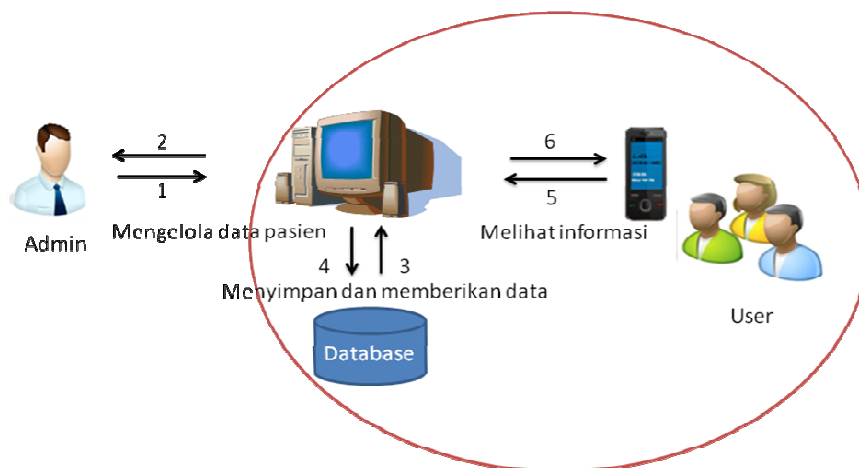 2
1
6
5
Admin
Mengelola data pasien
Melihat informasi
4
3
Menyimpan dan memberikan data
User
Database